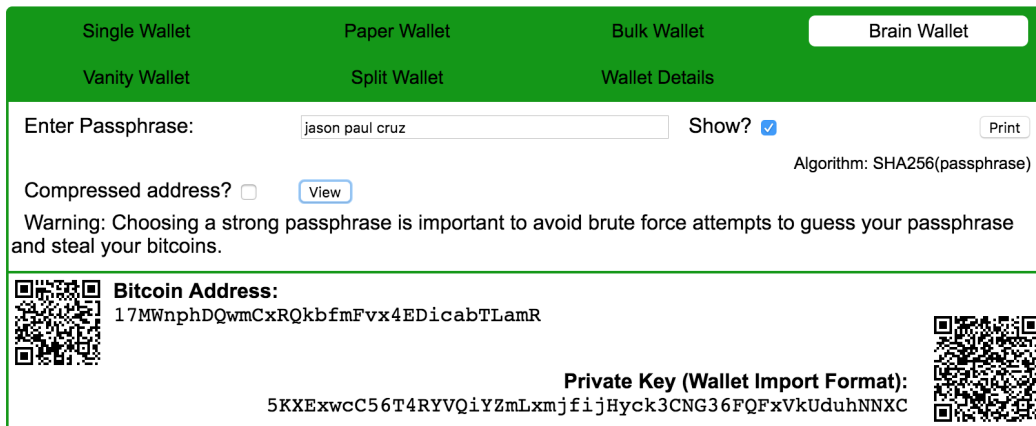 Single Wallet Paper Wallet Bulk Wallet Brain Wallet
Vanity Wallet Split Wallet Wallet Details
Enter Passphrase: jason paul cruz Show? Print
Algorithm: SHA256(passphrase)
Compressed address? View
Warning: Choosing a strong passphrase is important to avoid brute force attempts to guess your passphrase
and steal your bitcoins.
Bitcoin Address:
17MWnphDQwmCxRQkbfmFvx4EDicabTLamR
Private Key (Wallet Import Format):
5KXExwcC56T4RYVQiYZmLxmjfijHyck3CNG36FQFxVkUduhNNXC